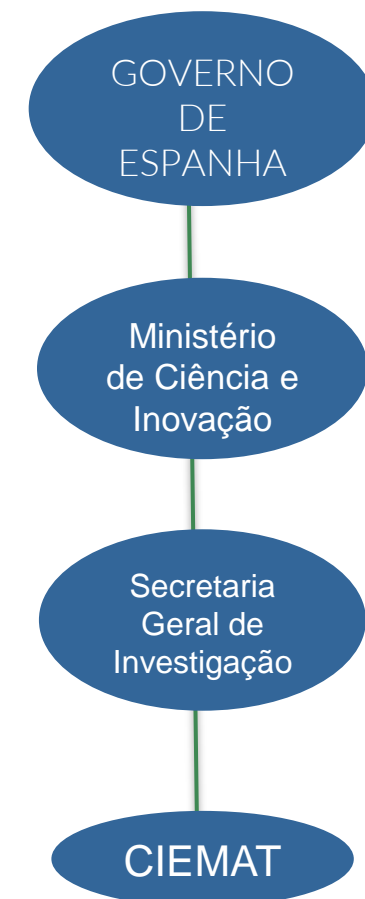 GOVERNO
DE
ESPANHA
Ministério
de Ciência e
Inovação
Secretaria
Geral de
Investigação
CIEMAT